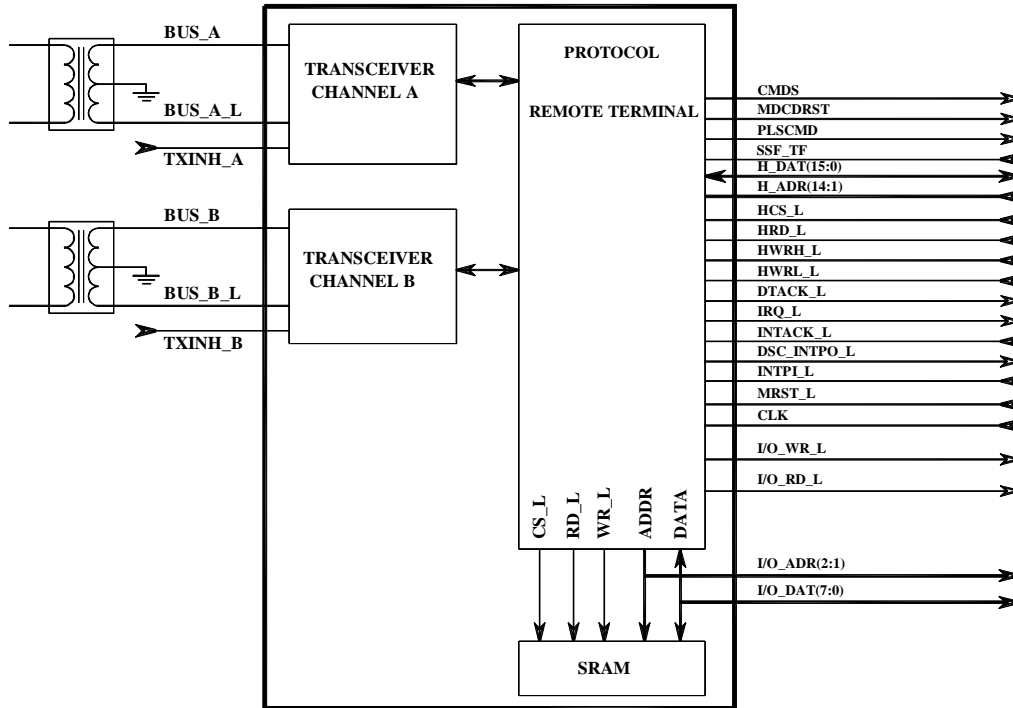 BUS_A
BUS_A_L
TXINH_A
TRANSCEIVER
CHANNEL A
BUS_B
BUS_B_L
TXINH_B
TRANSCEIVER
CHANNEL B
PROTOCOL
REMOTE TERMINAL
CMDS
MDCDRST
PLSCMD
SSF_TF
H_DAT(15:0)
H_ADR(14:1)
HCS_L
HRD_L
HWRH_L
HWRL_L
DTACK_L
IRQ_L
INTACK_L
DSC_INTPO_L
INTPI_L
MRST_L
CLK
I/O_WR_L
I/O_RD_L
CS_L
RD_L
WR_L
ADDR
DATA
I/O_ADR(2:1)
I/O_DAT(7:0)
SRAM